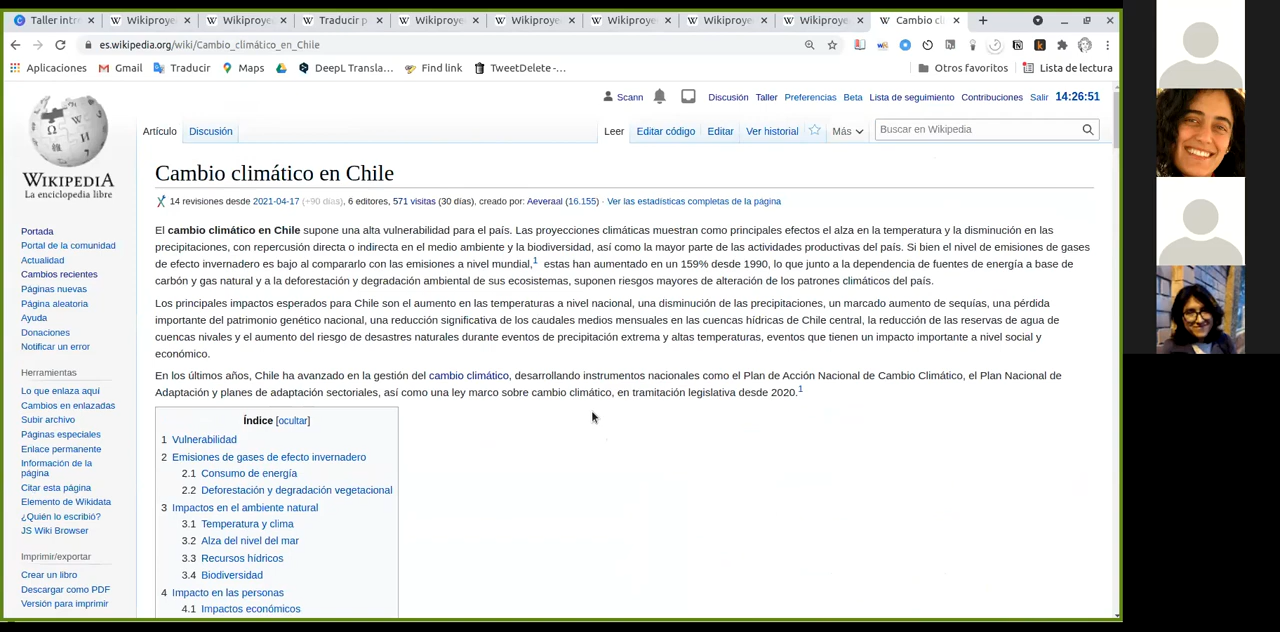 Taller intro
Wikiproye
Wikiproye
Traducir p
Wikiproye
Wikiproye
Wikiproye
Wikiproye
Wikiproye
Cambio cli
es.wikipedia.org/wiki/Cambio_climático_en_Chile
Aplicaciones
Gmail
Traducir
Maps
DeepL Transla...
Find link
TweetDelete -...
Otros favoritos
Lista de lectura
Scann
Discusión Taller Preferencias Beta Lista de seguimiento Contribuciones Salir 14:26:51
Artículo Discusión
Leer Editar código Editar Ver historial Más
Buscar en Wikipedia
WIKIPEDIA
La enciclopedia libre
Cambio climático en Chile
14 revisiones desde 2021-04-17 (+90 días), 6 editores, 571 visitas (30 días), creado por: Aeveraal (16.155) · Ver las estadísticas completas de la página
El cambio climático en Chile supone una alta vulnerabilidad para el país. Las proyecciones climáticas muestran como principales efectos el alza en la temperatura y la disminución en las
precipitaciones, con repercusión directa o indirecta en el medio ambiente y la biodiversidad, así como la mayor parte de las actividades productivas del país. Si bien el nivel de emisiones de gases
de efecto invernadero es bajo al compararlo con las emisiones a nivel mundial,1 estas han aumentado en un 159% desde 1990, lo que junto a la dependencia de fuentes de energía a base de
carbón y gas natural y a la deforestación y degradación ambiental de sus ecosistemas, suponen riesgos mayores de alteración de los patrones climáticos del país.
Los principales impactos esperados para Chile son el aumento en las temperaturas a nivel nacional, una disminución de las precipitaciones, un marcado aumento de sequías, una pérdida
importante del patrimonio genético nacional, una reducción significativa de los caudales medios mensuales en las cuencas hídricas de Chile central, la reducción de las reservas de agua de
cuencas nivales y el aumento del riesgo de desastres naturales durante eventos de precipitación extrema y altas temperaturas, eventos que tienen un impacto importante a nivel social y
económico.
En los últimos años, Chile ha avanzado en la gestión del cambio climático, desarrollando instrumentos nacionales como el Plan de Acción Nacional de Cambio Climático, el Plan Nacional de
Adaptación y planes de adaptación sectoriales, así como una ley marco sobre cambio climático, en tramitación legislativa desde 2020.1
Índice [ocultar]
1 Vulnerabilidad
2 Emisiones de gases de efecto invernadero
2.1 Consumo de energía
2.2 Deforestación y degradación vegetacional
3 Impactos en el ambiente natural
3.1 Temperatura y clima
3.2 Alza del nivel del mar
3.3 Recursos hídricos
3.4 Biodiversidad
4 Impacto en las personas
4.1 Impactos económicos
Portada
Portal de la comunidad
Actualidad
Cambios recientes
Páginas nuevas
Página aleatoria
Ayuda
Donaciones
Notificar un error
Herramientas
Lo que enlaza aquí
Cambios en enlazadas
Subir archivo
Páginas especiales
Enlace permanente
Información de la
página
Citar esta página
Elemento de Wikidata
¿Quién lo escribió?
JS Wiki Browser
Imprimir/exportar
Crear un libro
Descargar como PDF
Versión para imprimir